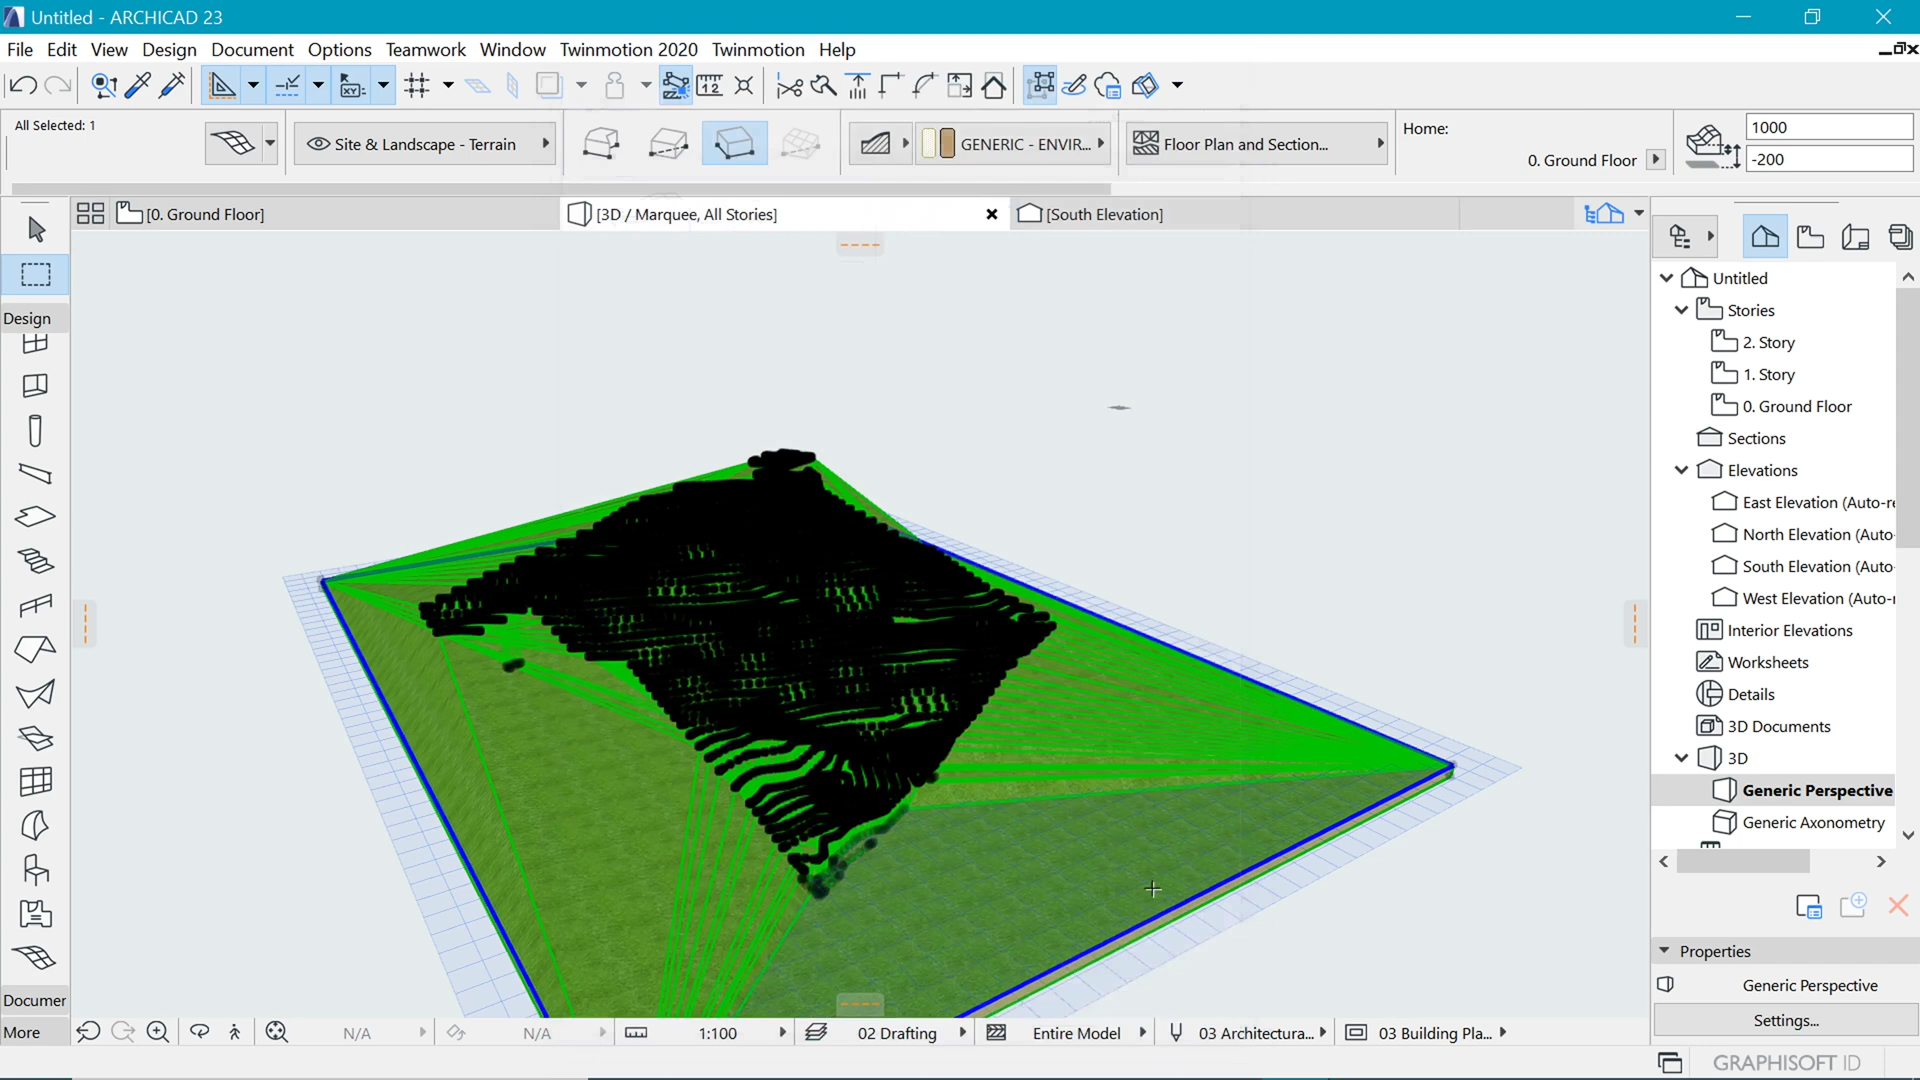 Untitled - ARCHICAD 23
File Edit View Design Document Options Teamwork Window Twinmotion 2020 Twinmotion Help
All Selected: 1
Site & Landscape - Terrain
GENERIC - ENVIR...
Floor Plan and Section...
Home:
0. Ground Floor
1000
-200
[0. Ground Floor]
[3D / Marquee, All Stories]
[South Elevation]
Design
Documer
More
Untitled
Stories
2. Story
1. Story
0. Ground Floor
Sections
Elevations
East Elevation (Auto-re
North Elevation (Auto-
South Elevation (Auto-
West Elevation (Auto-r
Interior Elevations
Worksheets
Details
3D Documents
3D
Generic Perspective
Generic Axonometry
Properties
Generic Perspective
Settings...
N/A
N/A
1:100
02 Drafting
Entire Model
03 Architectura...
03 Building Pla...
GRAPHISOFT ID